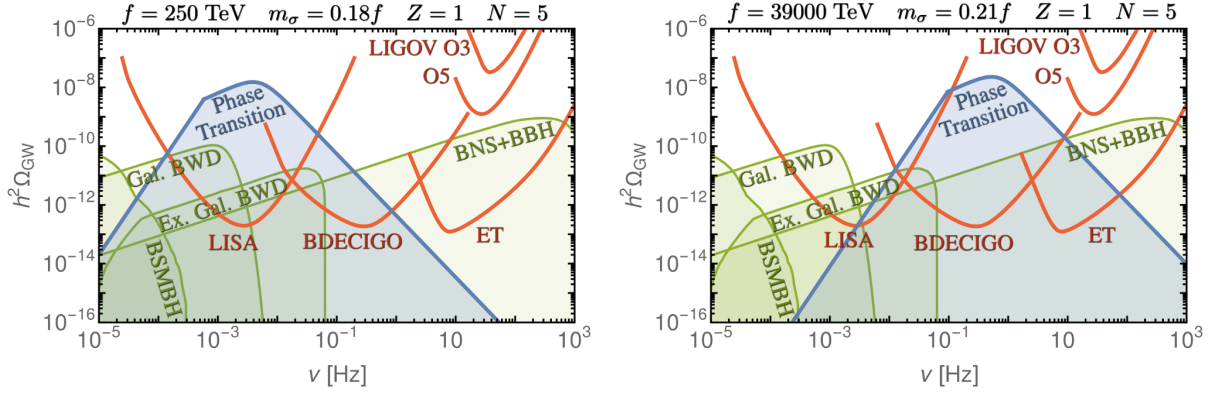 f = 250 TeV   m_σ = 0.18f   Z = 1   N = 5
10^-6
10^-8
10^-10
10^-12
10^-14
10^-16
h² Ω_GW
LIGOV O3
O5
Phase
Transition
BNS+BBH
Gal. BWD
Ex. Gal. BWD
LISA
BDECIGO
ET
BSMBH
10^-5
10^-3
10^-1
10
10^3
ν [Hz]
f = 39000 TeV   m_σ = 0.21f   Z = 1   N = 5
10^-6
10^-8
10^-10
10^-12
10^-14
10^-16
h² Ω_GW
LIGOV O3
O5
Phase
Transition
BNS+BBH
Gal. BWD
Ex. Gal. BWD
LISA
BDECIGO
ET
BSMBH
10^-5
10^-3
10^-1
10
10^3
ν [Hz]